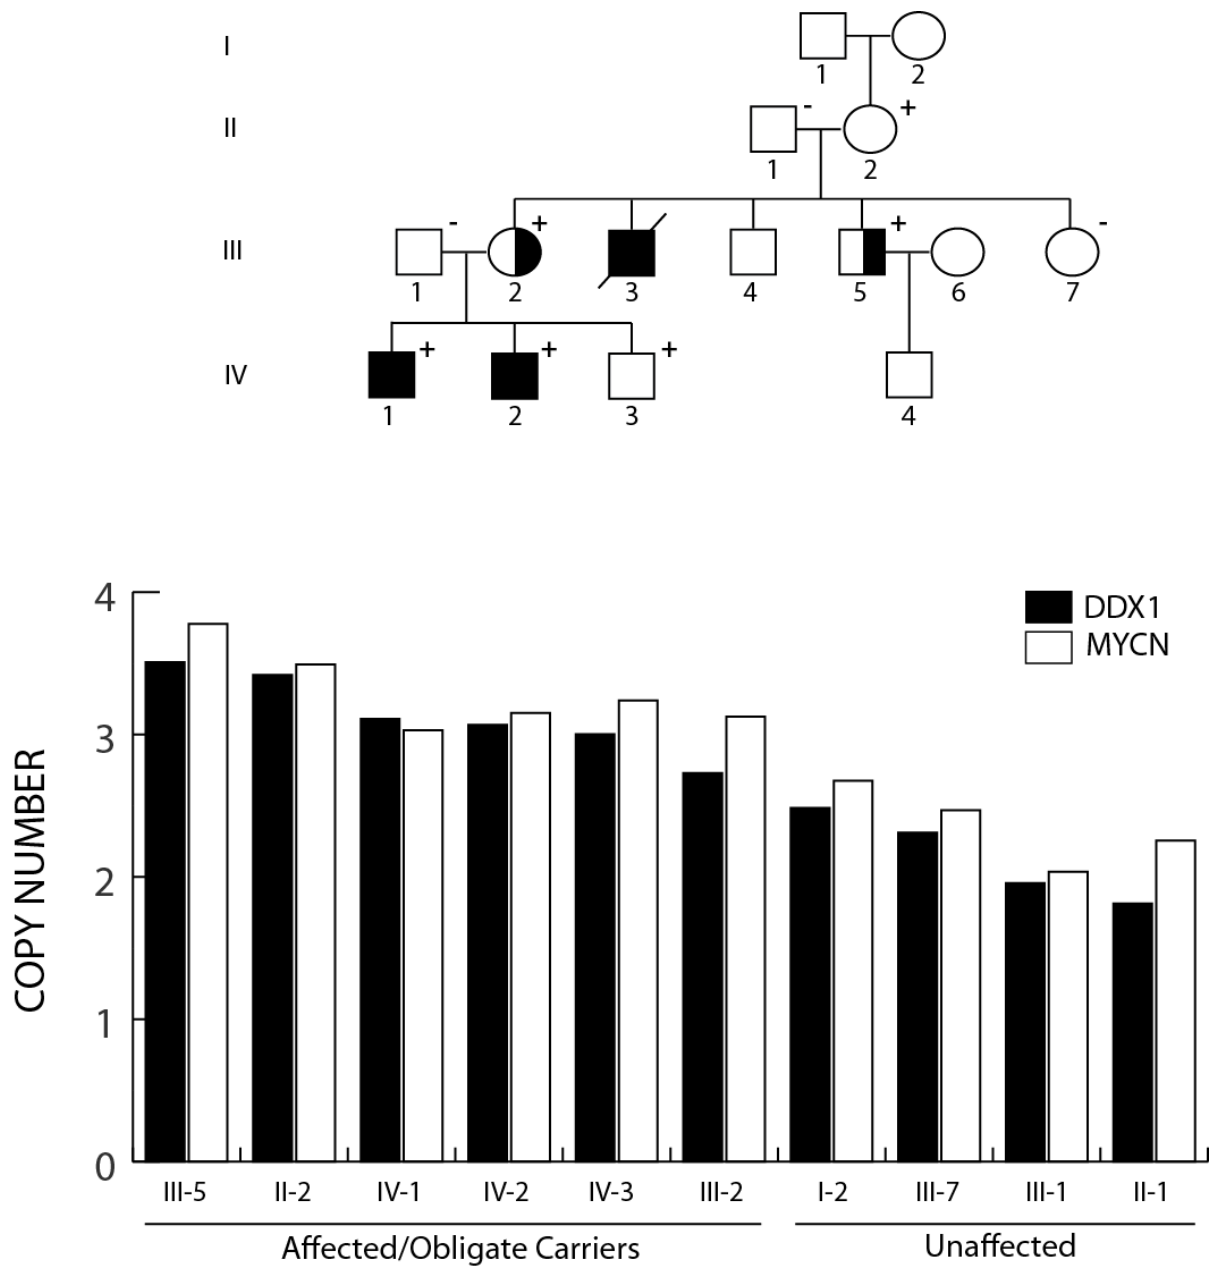 I
1 2
- +
II
1 2
- + + -
III
1 2 3 4 5 6 7
+ + +
IV
1 2 3 4
4
3
2
1
0
COPY NUMBER
DDX1
MYCN
III-5 II-2 IV-1 IV-2 IV-3 III-2 I-2 III-7 III-1 II-1
Affected/Obligate Carriers Unaffected